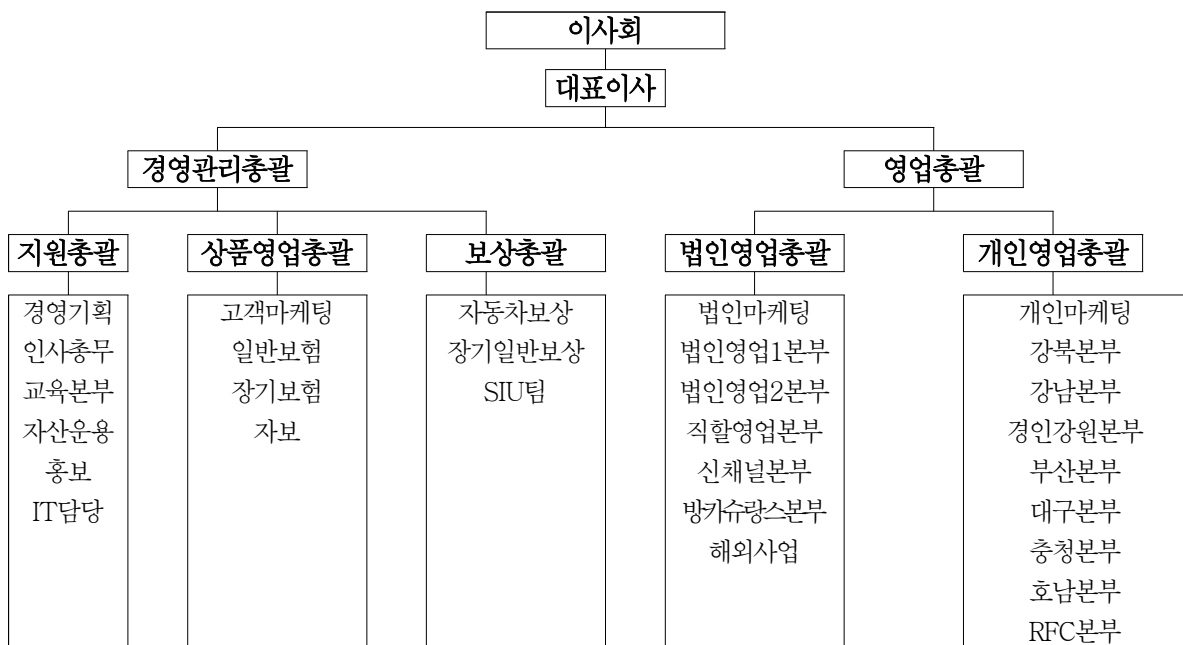 이사회
대표이사
경영관리총괄
영업총괄
지원총괄
상품영업총괄
보상총괄
법인영업총괄
개인영업총괄
경영기획
인사총무
교육본부
자산운용
홍보
IT담당
고객마케팅
일반보험
장기보험
자보
자동차보상
장기일반보상
SIU팀
법인마케팅
법인영업1본부
법인영업2본부
직할영업본부
신채널본부
방카슈랑스본부
해외사업
개인마케팅
강북본부
강남본부
경인강원본부
부산본부
대구본부
충청본부
호남본부
RFC본부